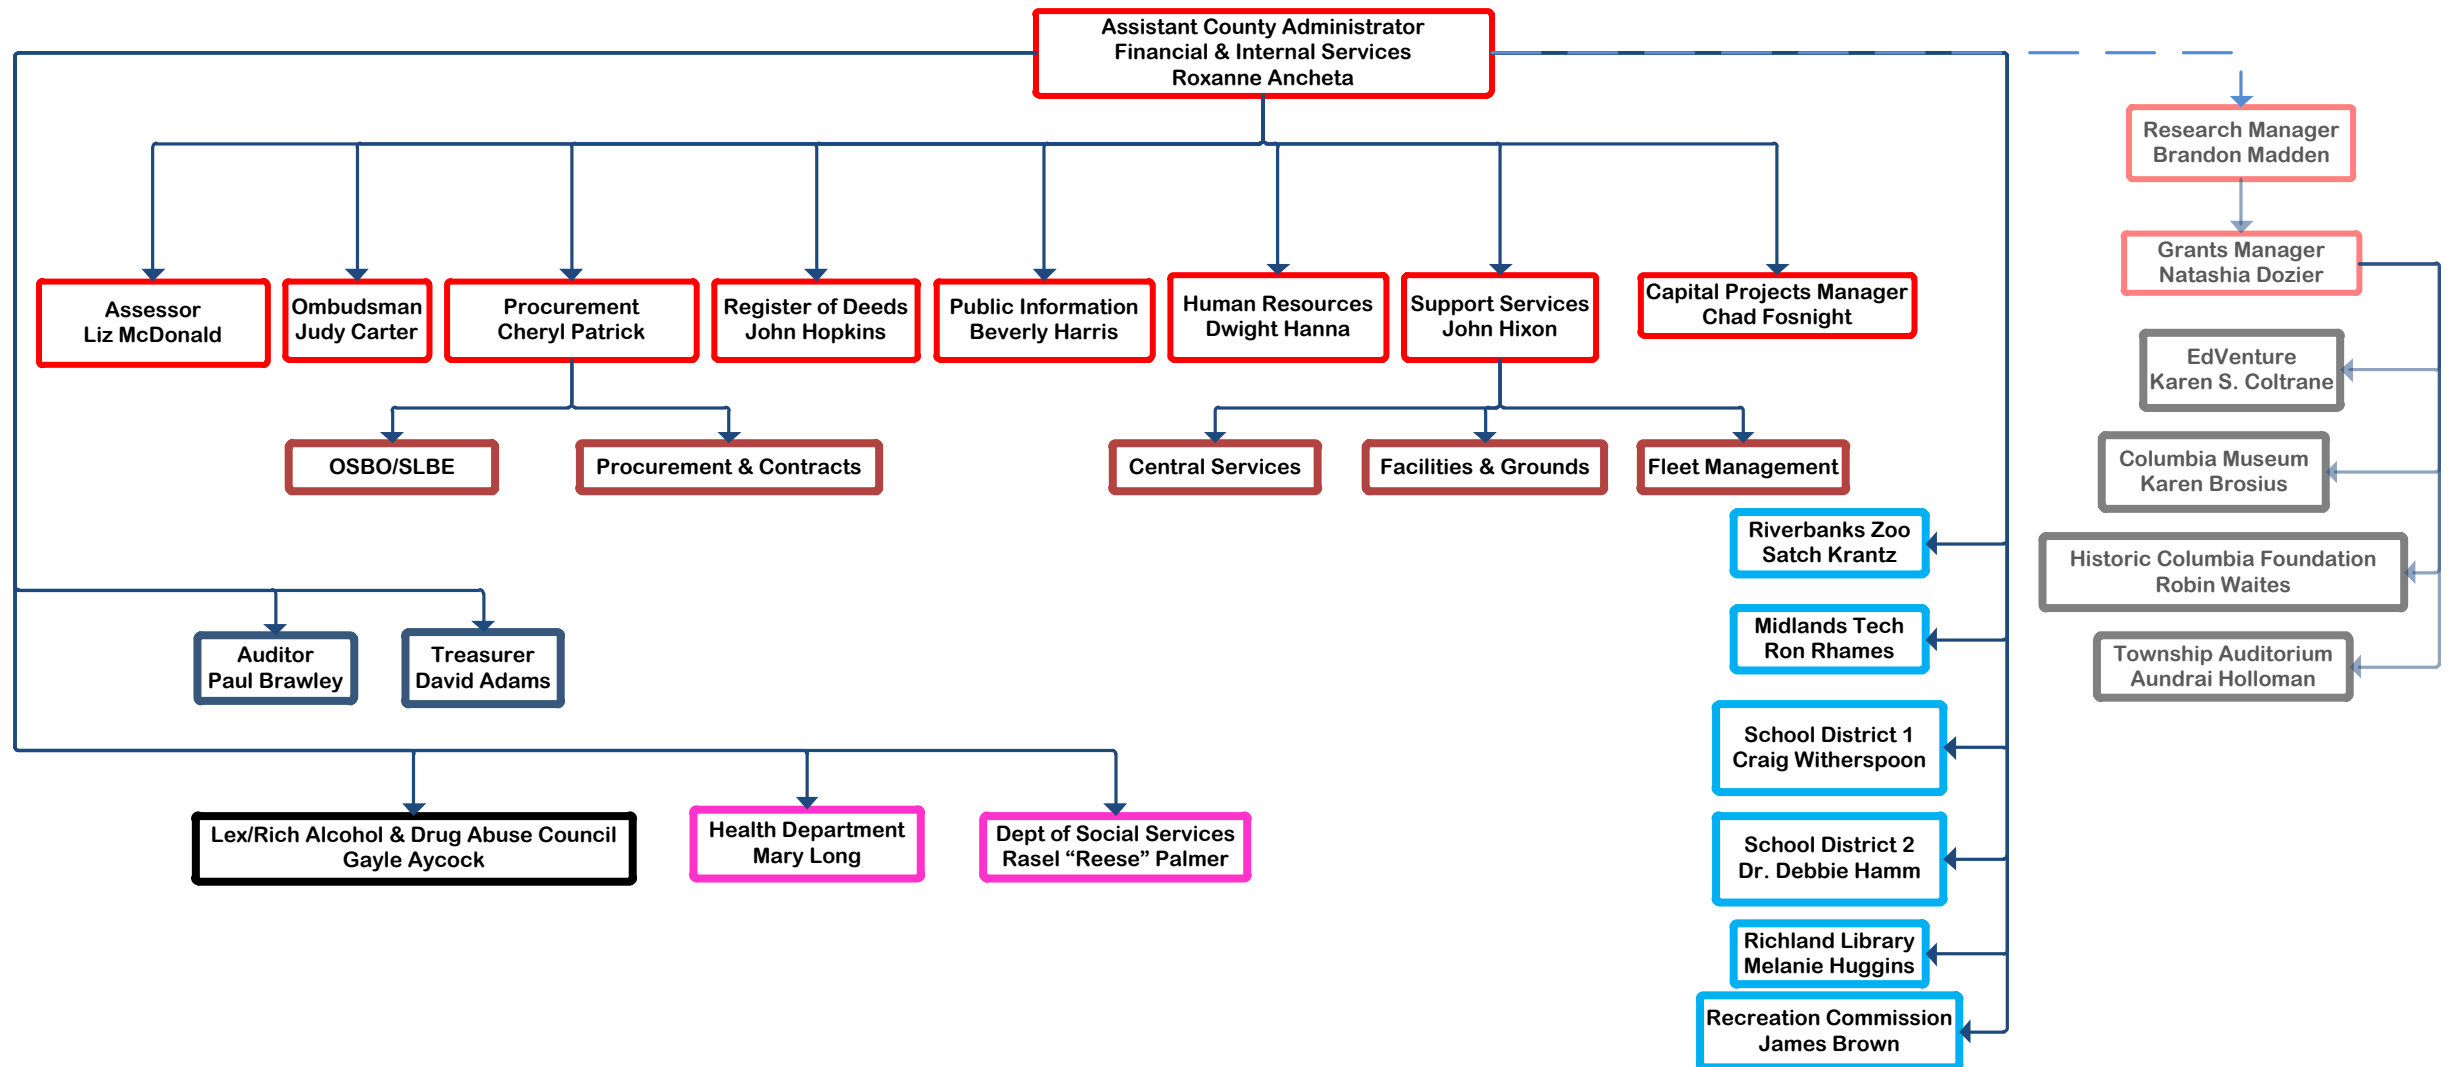 Assistant County Administrator
Financial & Internal Services
Roxanne Ancheta
Research Manager
Brandon Madden
Grants Manager
Natashia Dozier
Assessor
Liz McDonald
Ombudsman
Judy Carter
Procurement
Cheryl Patrick
Register of Deeds
John Hopkins
Public Information
Beverly Harris
Human Resources
Dwight Hanna
Support Services
John Hixon
Capital Projects Manager
Chad Fosnight
EdVenture
Karen S. Coltrane
OSBO/SLBE
Procurement & Contracts
Central Services
Facilities & Grounds
Fleet Management
Columbia Museum
Karen Brosius
Riverbanks Zoo
Satch Krantz
Historic Columbia Foundation
Robin Waites
Auditor
Paul Brawley
Treasurer
David Adams
Midlands Tech
Ron Rhames
Township Auditorium
Aundrai Holloman
School District 1
Craig Witherspoon
Lex/Rich Alcohol & Drug Abuse Council
Gayle Aycock
Health Department
Mary Long
Dept of Social Services
Rasel “Reese” Palmer
School District 2
Dr. Debbie Hamm
Richland Library
Melanie Huggins
Recreation Commission
James Brown